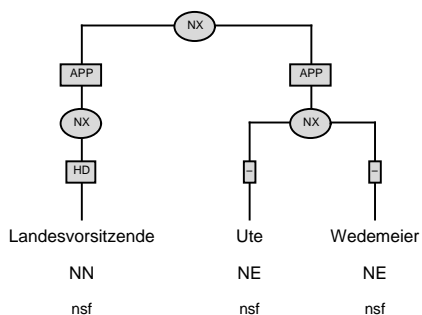 NX
APP APP
NX NX
HD – –
Landesvorsitzende Ute Wedemeier
NN NE NE
nsf nsf nsf